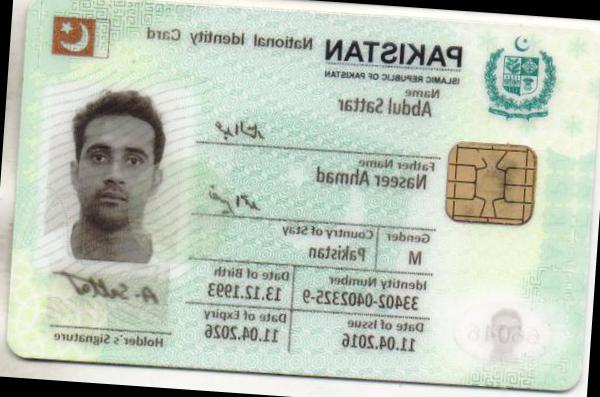 PAKISTAN National Identity Card
ISLAMIC REPUBLIC OF PAKISTAN
Name
Abdul Sattar
عبدالستار
Father Name
Naseer Ahmad
Gender Country of Stay
M Pakistan
Identity Number Date of Birth
33402-0402325-9 13.12.1993
Date of Issue Date of Expiry
11.04.2016 11.04.2026
A-Sattar
Holder's Signature